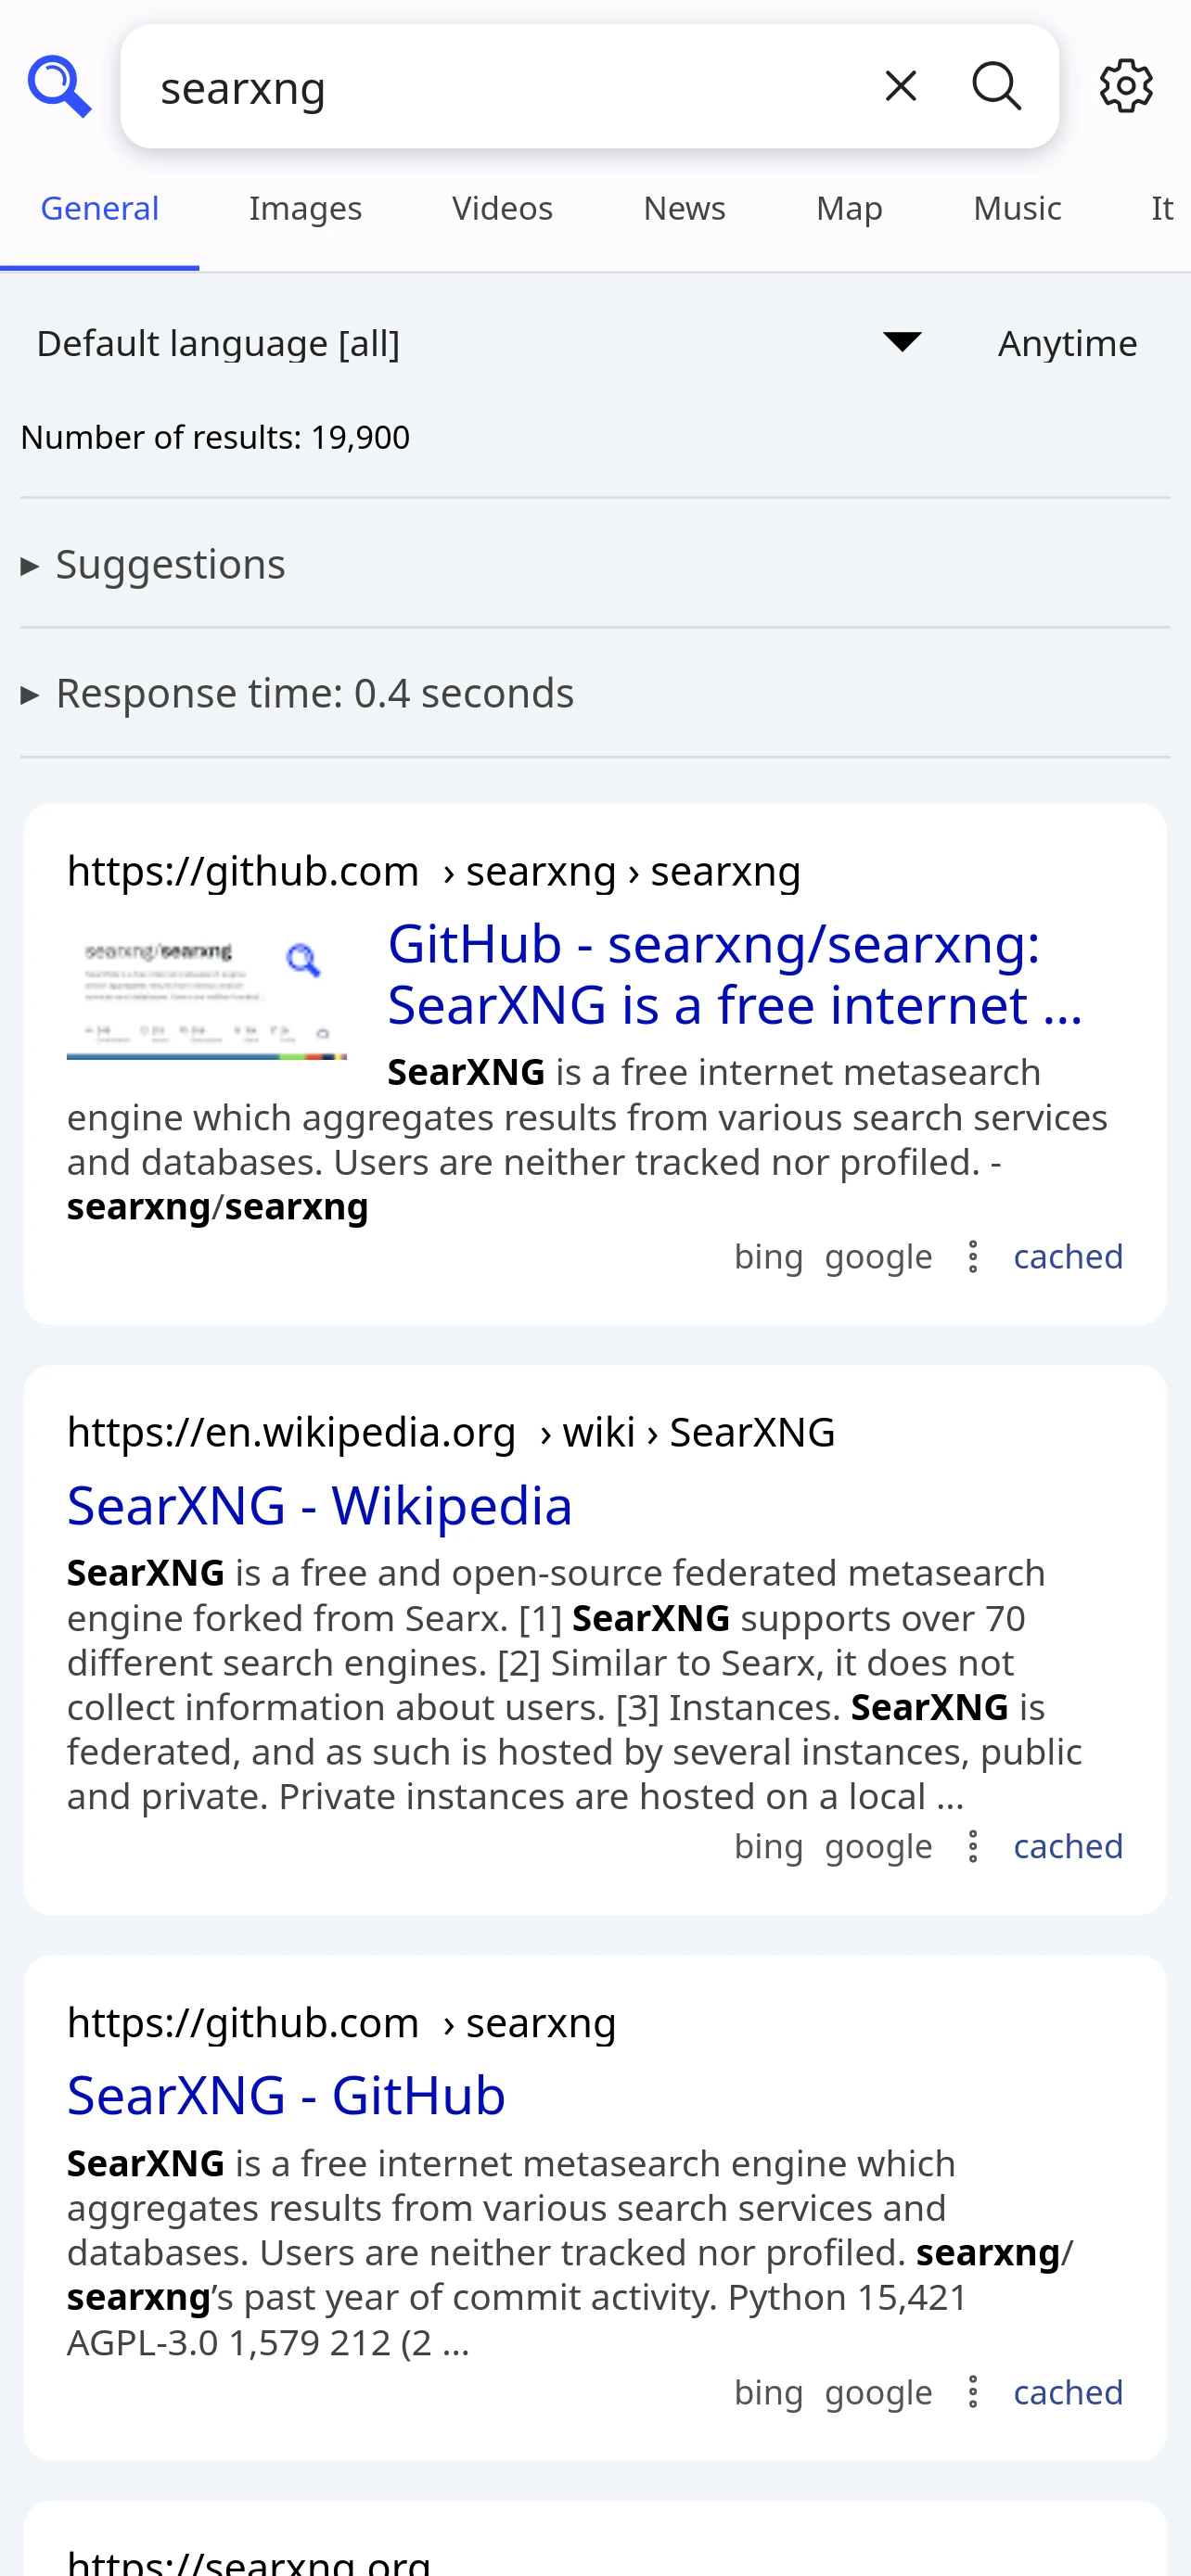 searxng
General Images Videos News Map Music It
Default language [all] Anytime
Number of results: 19,900
▶ Suggestions
▶ Response time: 0.4 seconds
https://github.com › searxng › searxng
searxng/searxng
GitHub - searxng/searxng:
SearXNG is a free internet ...
SearXNG is a free internet metasearch
engine which aggregates results from various search services
and databases. Users are neither tracked nor profiled. -
searxng/searxng
bing google cached
https://en.wikipedia.org › wiki › SearXNG
SearXNG - Wikipedia
SearXNG is a free and open-source federated metasearch
engine forked from Searx. [1] SearXNG supports over 70
different search engines. [2] Similar to Searx, it does not
collect information about users. [3] Instances. SearXNG is
federated, and as such is hosted by several instances, public
and private. Private instances are hosted on a local ...
bing google cached
https://github.com › searxng
SearXNG - GitHub
SearXNG is a free internet metasearch engine which
aggregates results from various search services and
databases. Users are neither tracked nor profiled. searxng/
searxng’s past year of commit activity. Python 15,421
AGPL-3.0 1,579 212 (2 ...
bing google cached
https://searxng.org